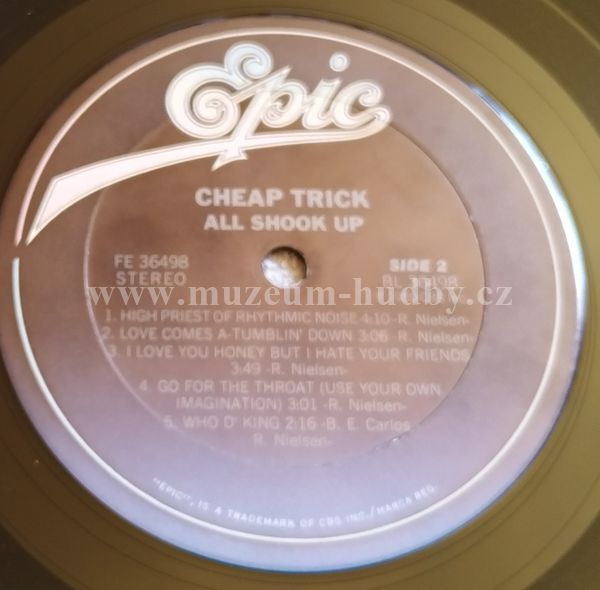 Epic
CHEAP TRICK
ALL SHOOK UP
FE 36498
STEREO
SIDE 2
BL 36498
www.muzeum-hudby.cz
1. HIGH PRIEST OF RHYTHMIC NOISE 4:10 -R. Nielsen-
2. LOVE COMES A-TUMBLIN' DOWN 3:06 -R. Nielsen-
3. I LOVE YOU HONEY BUT I HATE YOUR FRIENDS
3:49 -R. Nielsen-
4. GO FOR THE THROAT (USE YOUR OWN
IMAGINATION) 3:01 -R. Nielsen-
5. WHO D' KING 2:16 -B. E. Carlos
R. Nielsen-
"EPIC", IS A TRADEMARK OF CBS INC./MARCA REG.